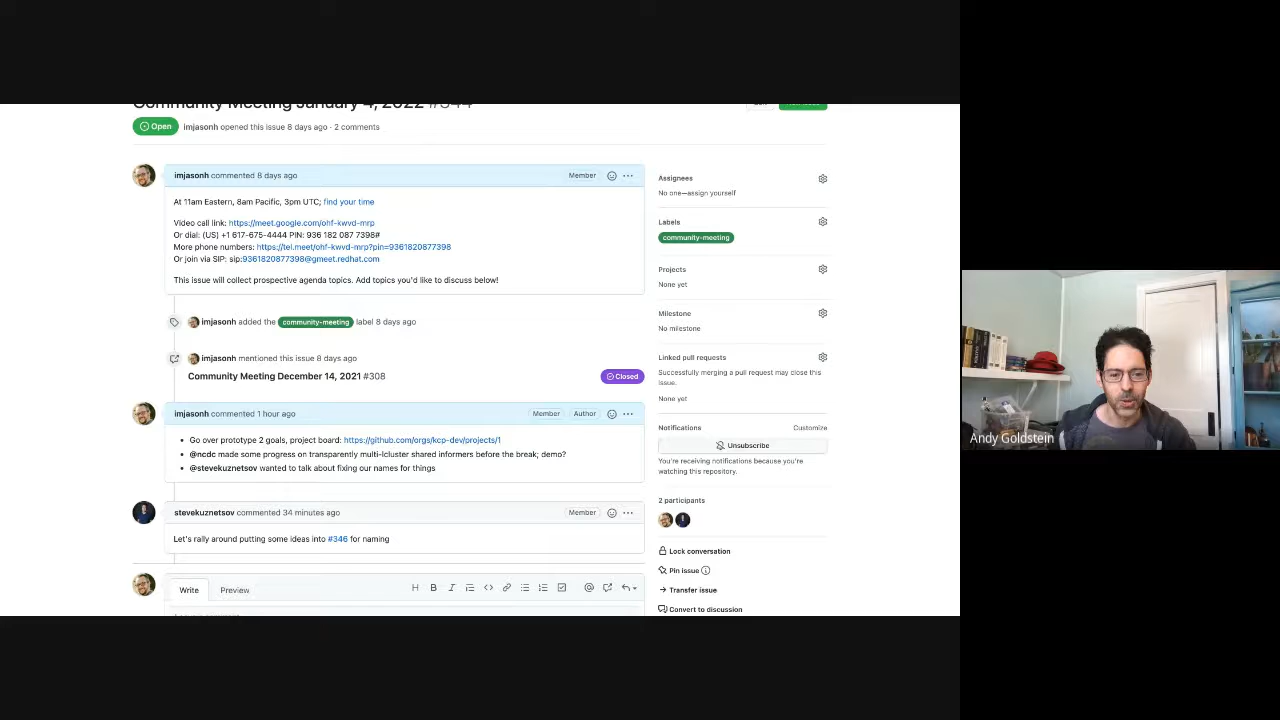 Community Meeting January 4, 2022 #344
Open
imjasonh opened this issue 8 days ago · 2 comments
imjasonh commented 8 days ago
Member
At 11am Eastern, 8am Pacific, 3pm UTC; find your time
Video call link: https://meet.google.com/ohf-kwvd-mrp
Or dial: (US) +1 617-675-4444 PIN: 936 182 087 7398#
More phone numbers: https://tel.meet/ohf-kwvd-mrp?pin=9361820877398
Or join via SIP: sip:9361820877398@gmeet.redhat.com
This issue will collect prospective agenda topics. Add topics you'd like to discuss below!
imjasonh added the community-meeting label 8 days ago
imjasonh mentioned this issue 8 days ago
Community Meeting December 14, 2021 #308
Closed
imjasonh commented 1 hour ago
Member
Author
Go over prototype 2 goals, project board: https://github.com/orgs/kcp-dev/projects/1
@ncdc made some progress on transparently multi-lcluster shared informers before the break; demo?
@stevekuznetsov wanted to talk about fixing our names for things
stevekuznetsov commented 34 minutes ago
Member
Let's rally around putting some ideas into #346 for naming
Write
Preview
Assignees
No one—assign yourself
Labels
community-meeting
Projects
None yet
Milestone
No milestone
Linked pull requests
Successfully merging a pull request may close this
issue.
None yet
Notifications
Customize
Unsubscribe
You're receiving notifications because you're
watching this repository.
2 participants
Lock conversation
Pin issue
Transfer issue
Convert to discussion
Andy Goldstein